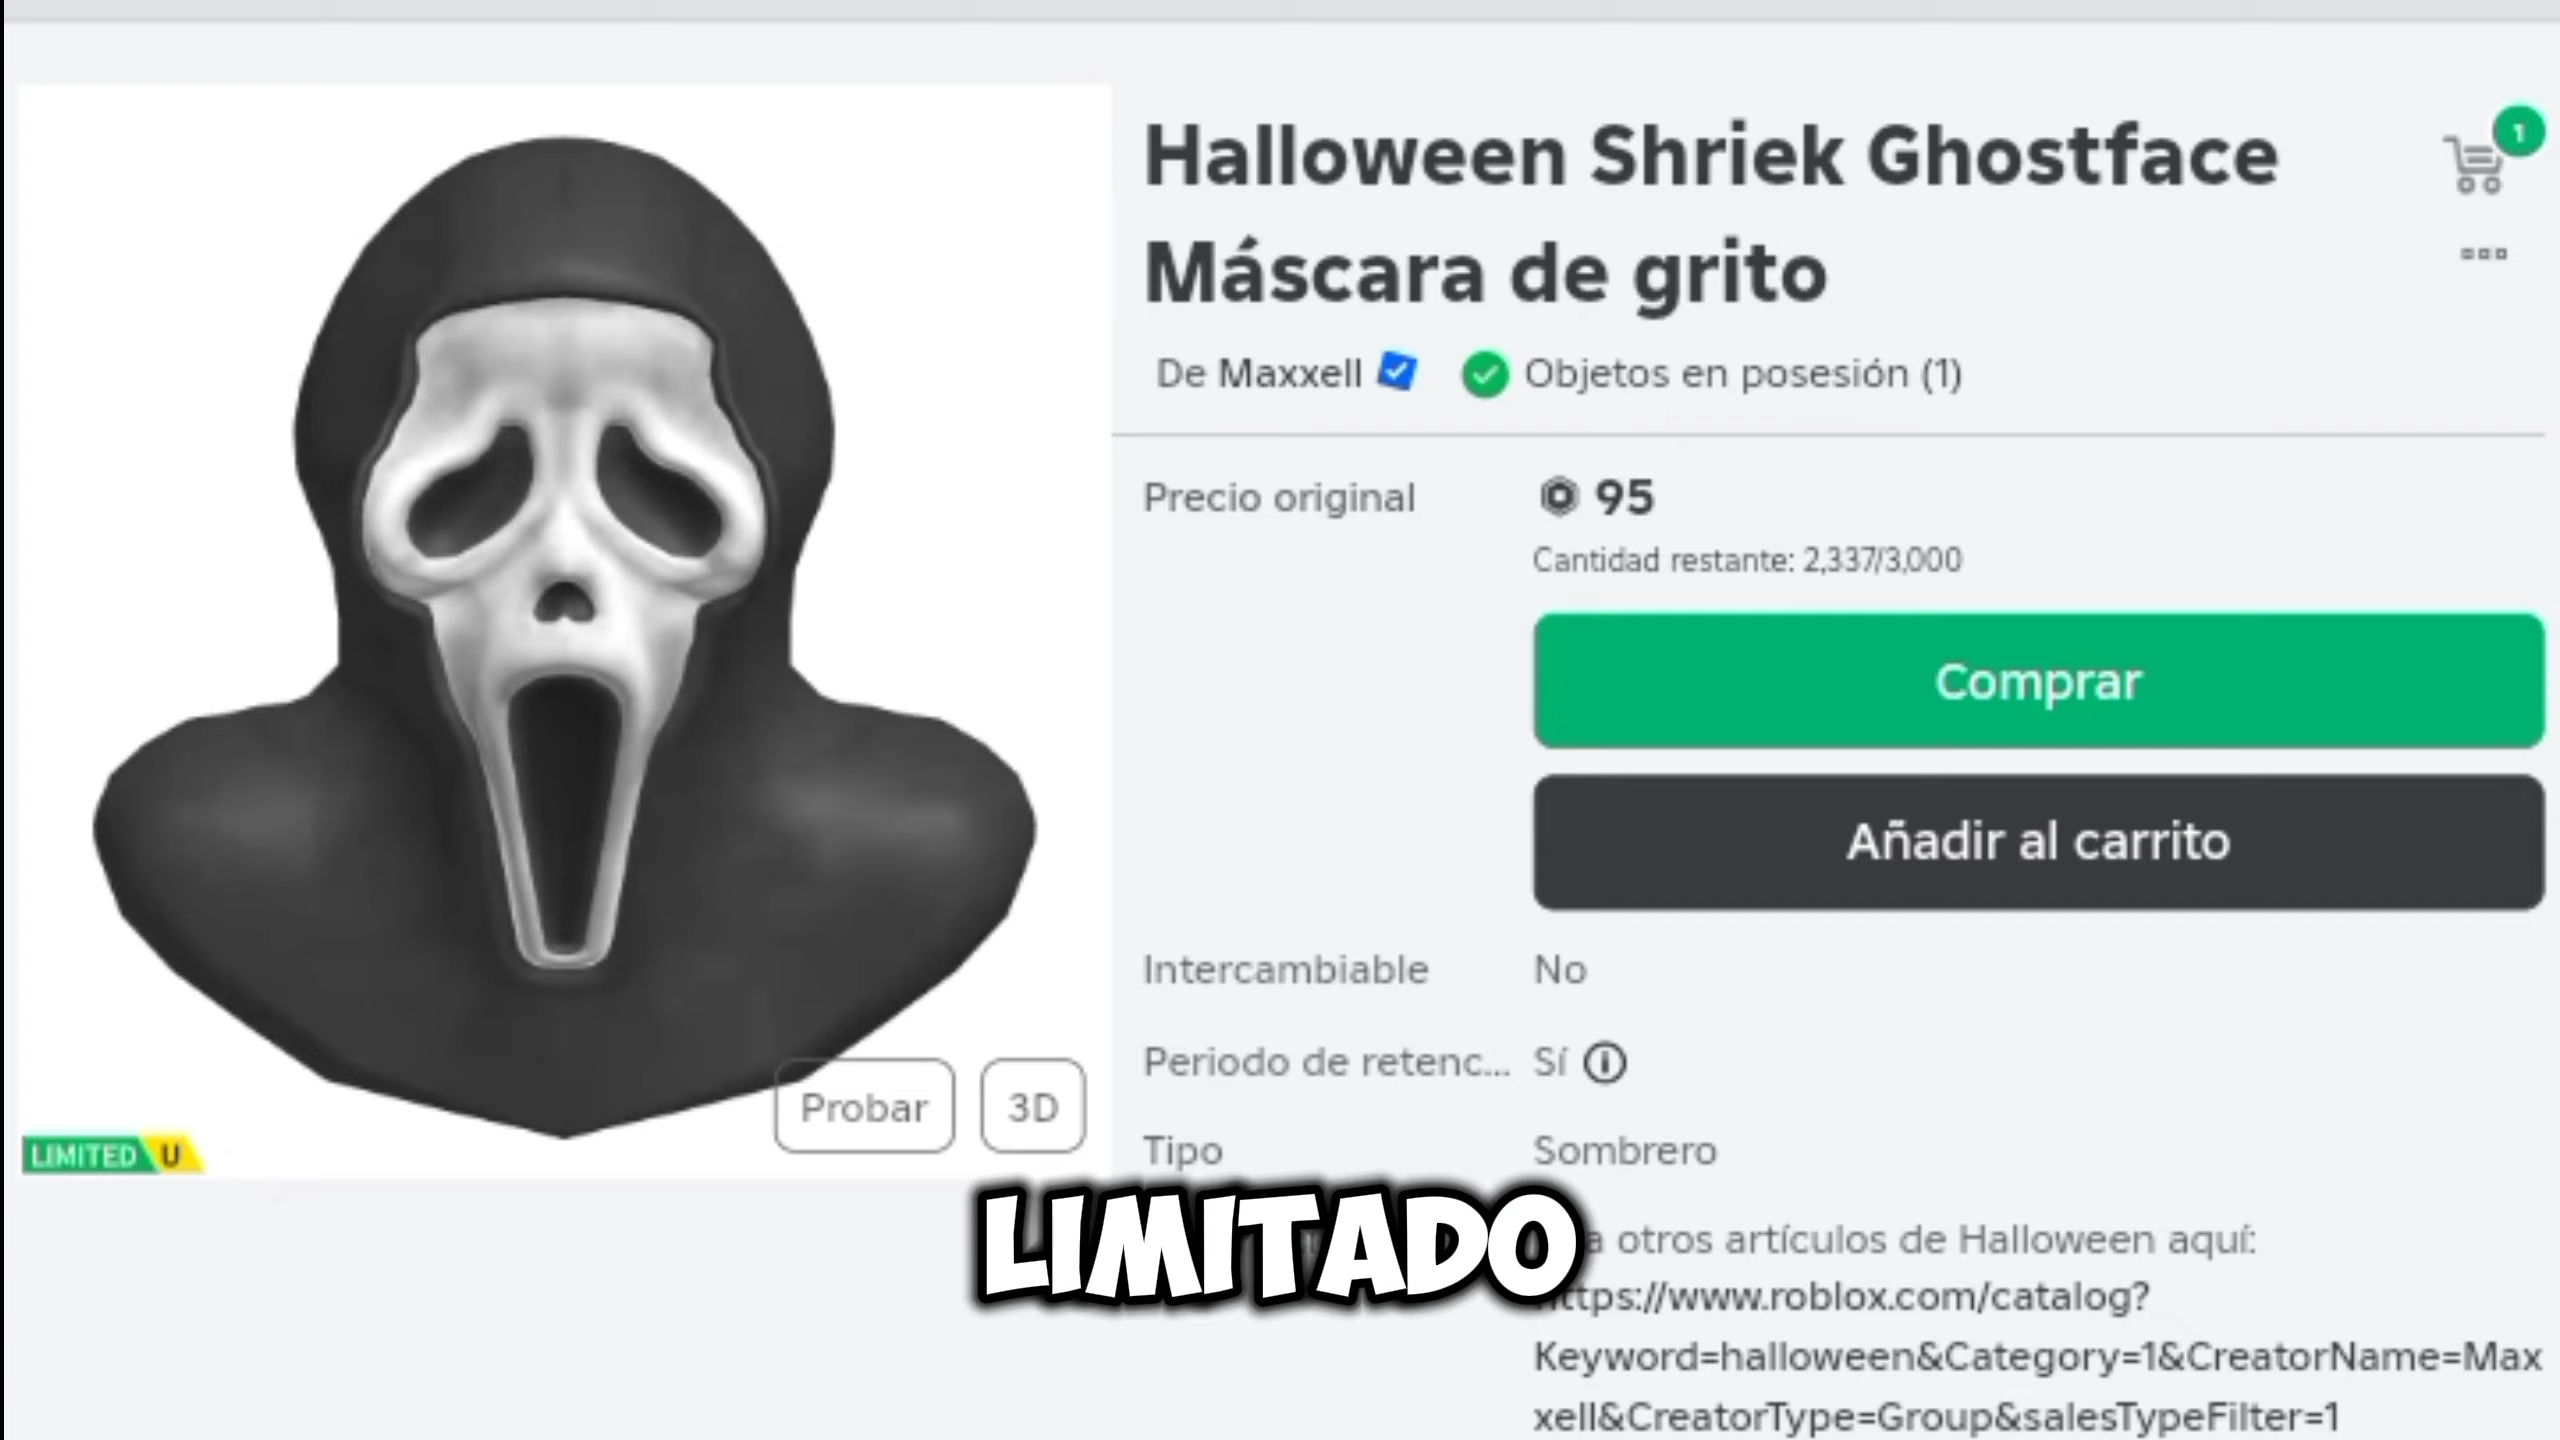 Halloween Shriek Ghostface
Máscara de grito
1
De Maxxell
Objetos en posesión (1)
Precio original
95
Cantidad restante: 2,337/3,000
Comprar
Añadir al carrito
Intercambiable No
Periodo de retenc... Sí
Tipo Sombrero
Probar
3D
LIMITED U
LIMITADO
otros artículos de Halloween aquí:
https://www.roblox.com/catalog?
Keyword=halloween&Category=1&CreatorName=Max
xell&CreatorType=Group&salesTypeFilter=1